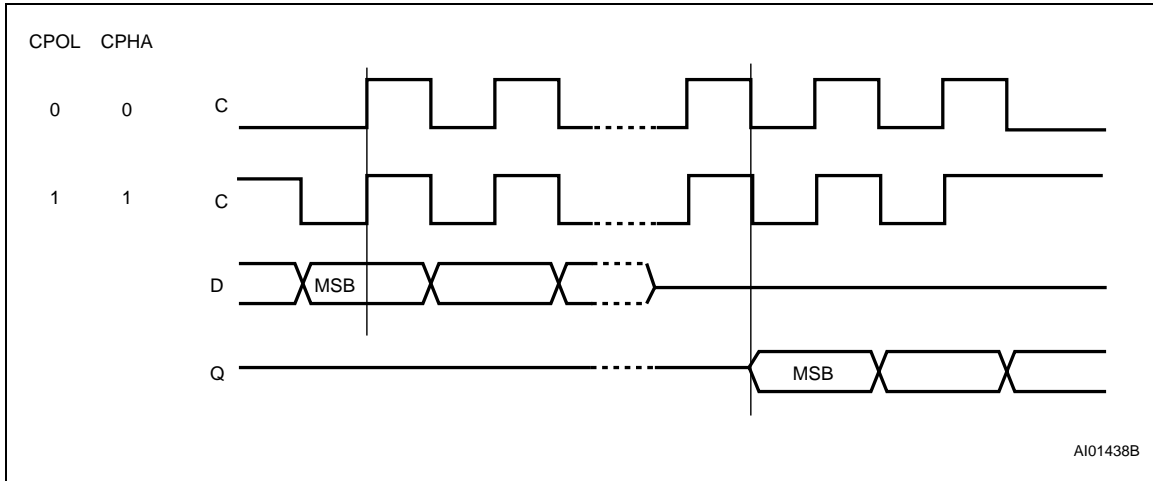 CPOL CPHA
0 0 C
1 1 C
D MSB
Q MSB
AI01438B